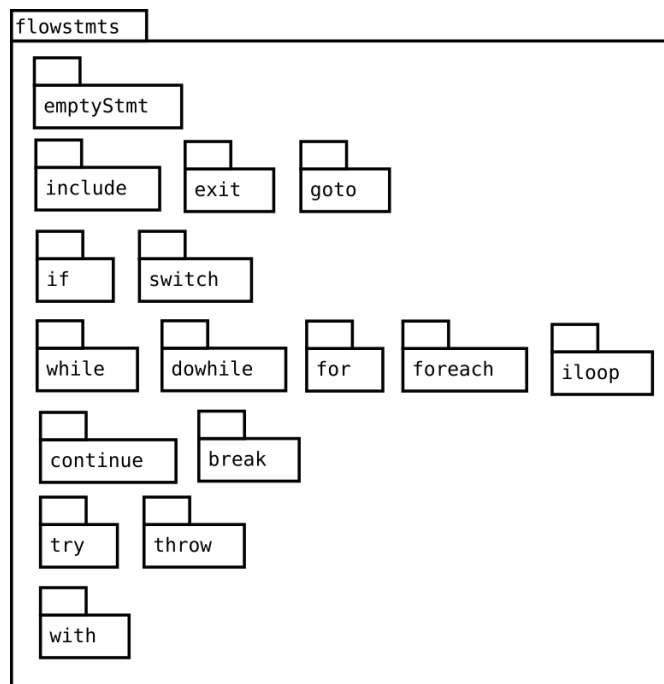 flowstmts
emptyStmt
include exit goto
if switch
while dowhile for foreach iloop
continue break
try throw
with